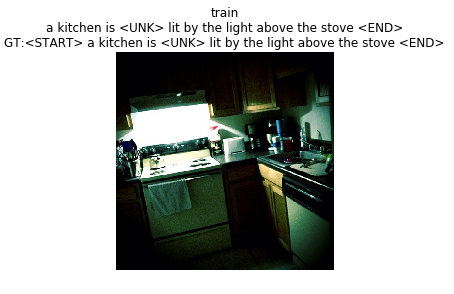 train
a kitchen is <UNK> lit by the light above the stove <END>
GT:<START> a kitchen is <UNK> lit by the light above the stove <END>